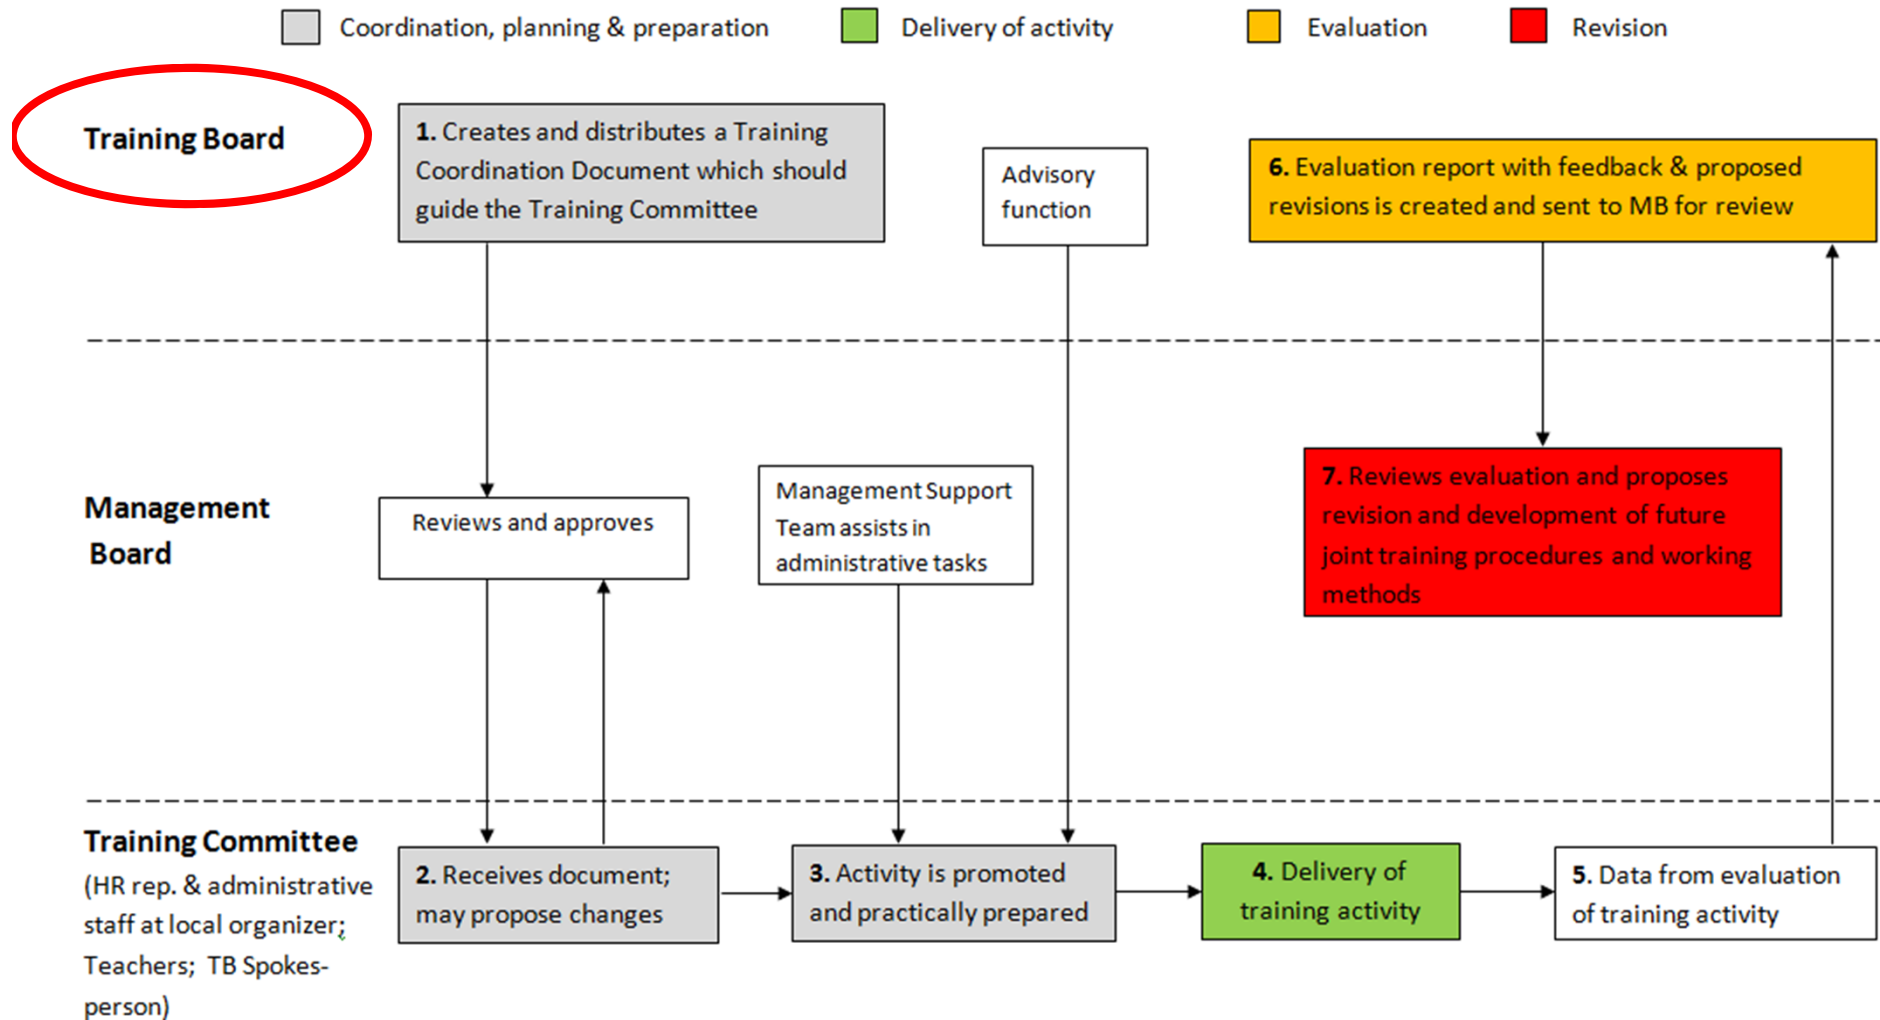 Coordination, planning & preparation
Delivery of activity
Evaluation
Revision
Training Board
1. Creates and distributes a Training
Coordination Document which should
guide the Training Committee
Advisory
function
6. Evaluation report with feedback & proposed
revisions is created and sent to MB for review
Management
Board
Reviews and approves
Management Support
Team assists in
administrative tasks
7. Reviews evaluation and proposes
revision and development of future
joint training procedures and working
methods
Training Committee
(HR rep. & administrative
staff at local organizer;
Teachers; TB Spokes-
person)
2. Receives document;
may propose changes
3. Activity is promoted
and practically prepared
4. Delivery of
training activity
5. Data from evaluation
of training activity